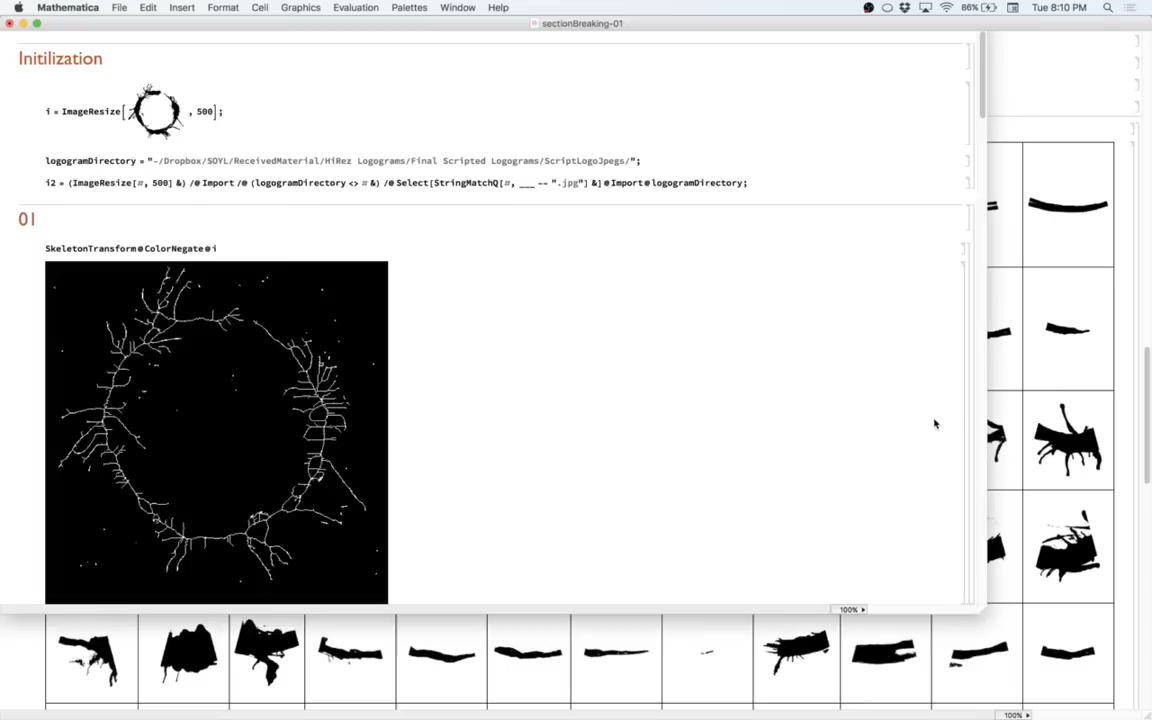 Mathematica File Edit Insert Format Cell Graphics Evaluation Palettes Window Help 86% Tue 8:10 PM
sectionBreaking-01
Initilization
i = ImageResize[ , 500];
logogramDirectory = "~/Dropbox/SOYL/ReceivedMaterial/HiRez Logograms/Final Scripted Logograms/ScriptLogoJpegs/";
i2 = (ImageResize[#, 500] &) /@ Import /@ (logogramDirectory <> # &) /@ Select[StringMatchQ[#, ___ ~~ ".jpg"] &]@Import@logogramDirectory;
01
SkeletonTransform@ColorNegate@i
100%
100%